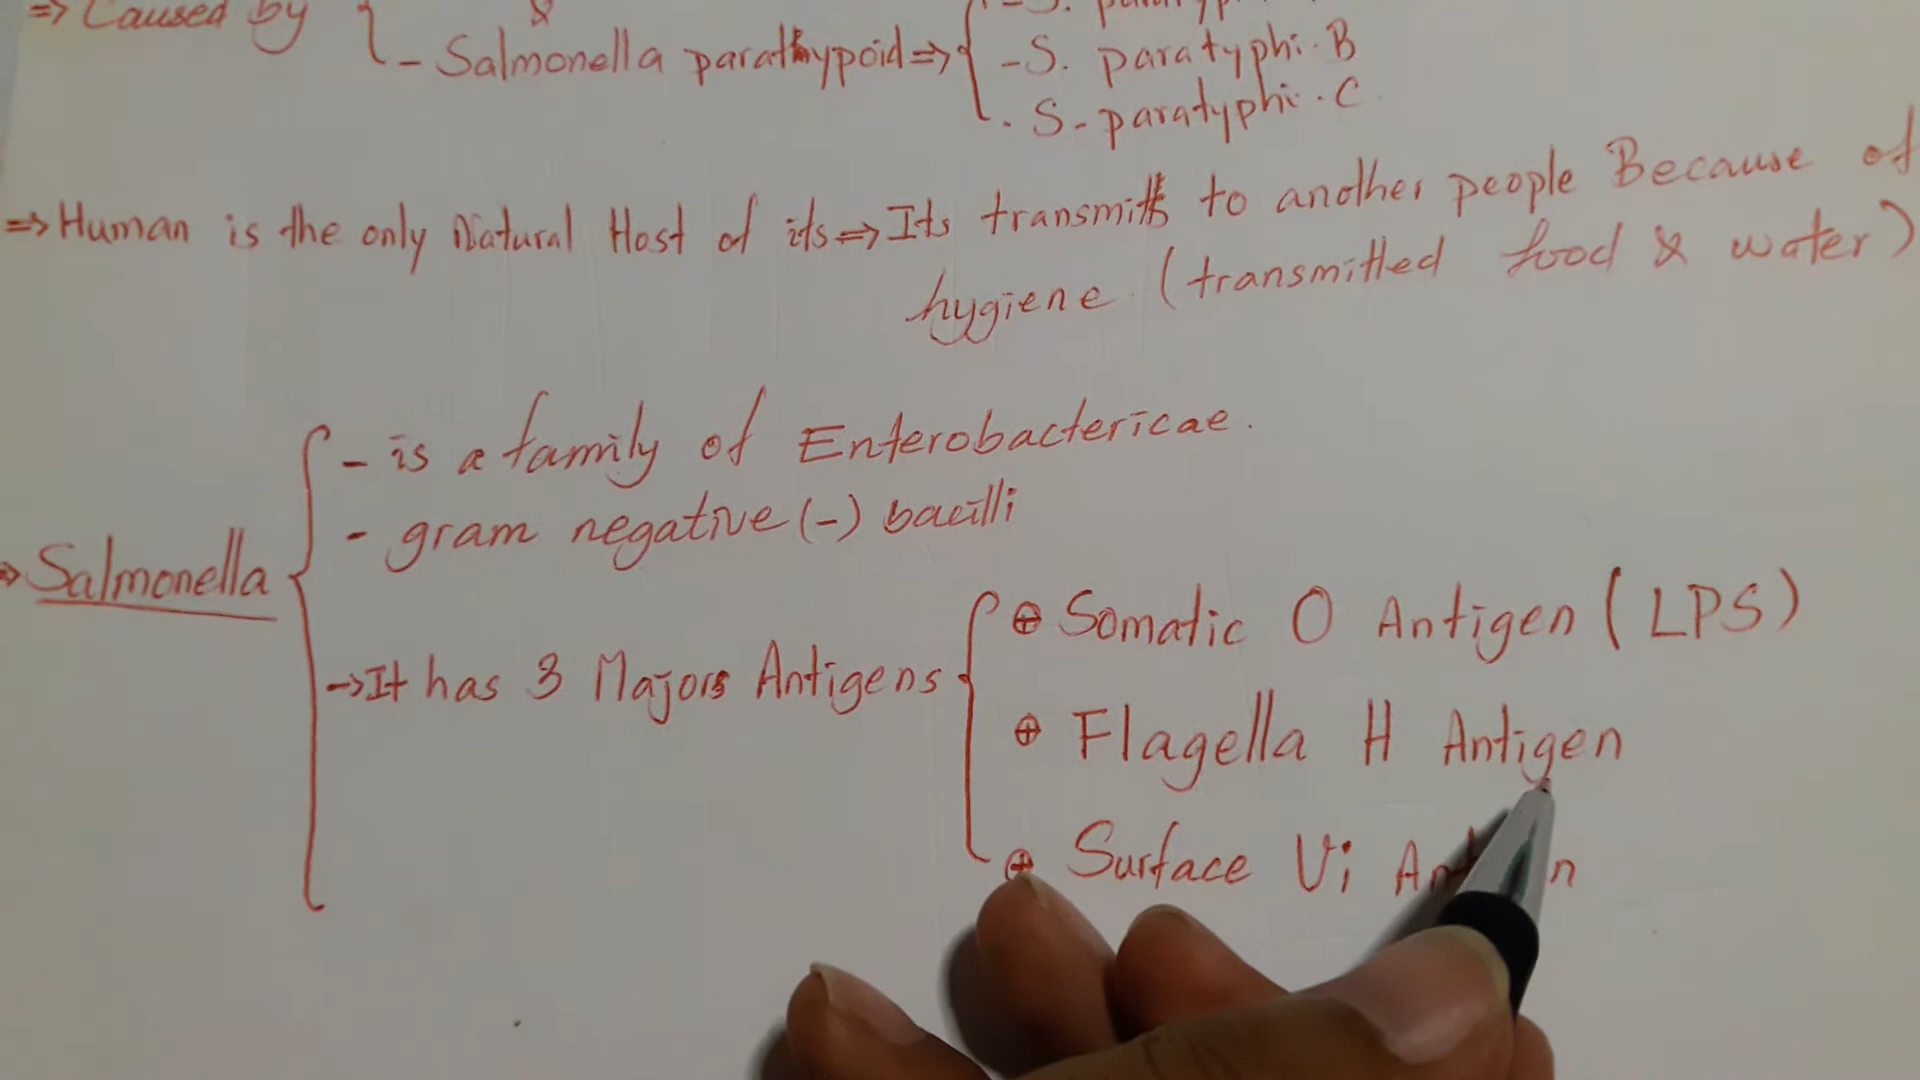 => Caused by { &
- Salmonella parathypoid => {
- S. paratyphi. B
. S - paratyphi. C
=> Human is the only Natural Host of its => Its transmitts to another people Because of
hygiene (transmitted food & water)
=> Salmonella {
- is a family of Enterobactericae.
- gram negative (-) bacilli
-> It has 3 Majors Antigens {
⊕ Somatic O Antigen (LPS)
⊕ Flagella H Antigen
⊕ Surface Vi